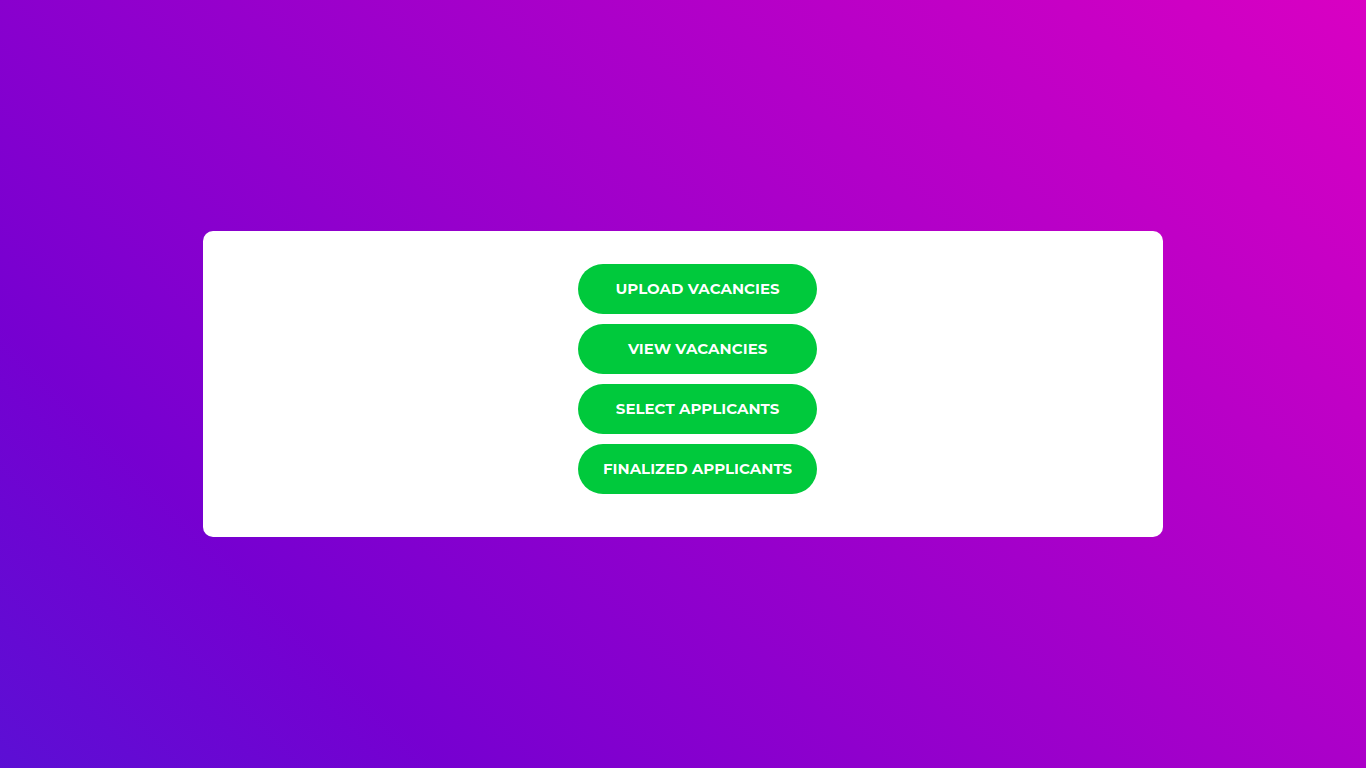 UPLOAD VACANCIES
VIEW VACANCIES
SELECT APPLICANTS
FINALIZED APPLICANTS